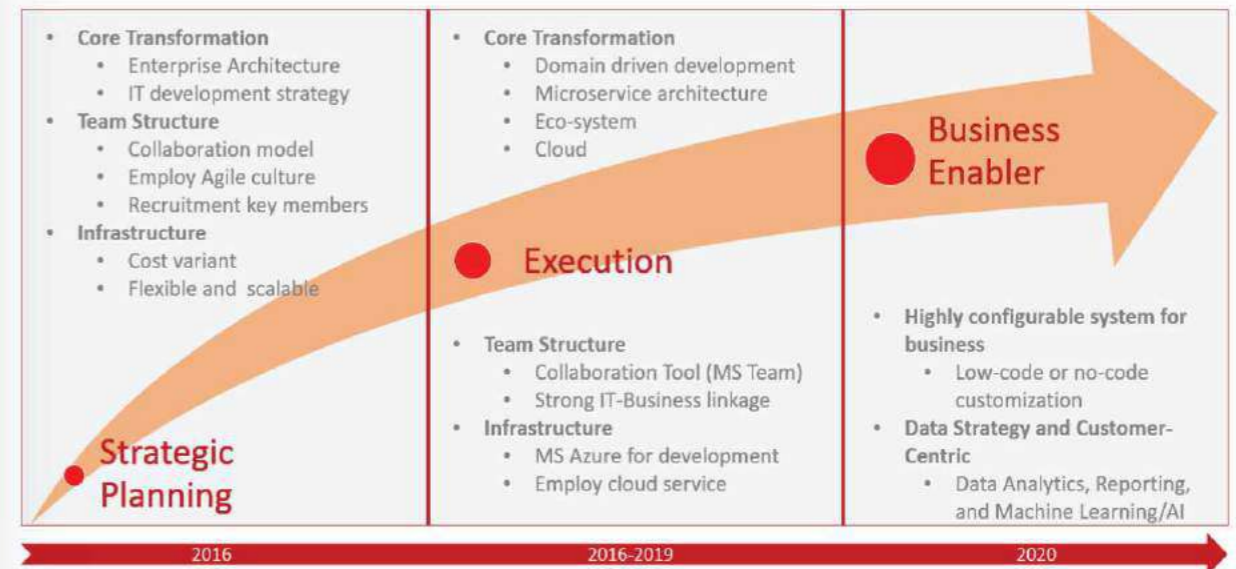 • Core Transformation
• Enterprise Architecture
• IT development strategy
• Team Structure
• Collaboration model
• Employ Agile culture
• Recruitment key members
• Infrastructure
• Cost variant
• Flexible and scalable
Strategic
Planning
• Core Transformation
• Domain driven development
• Microservice architecture
• Eco-system
• Cloud
Execution
• Team Structure
• Collaboration Tool (MS Team)
• Strong IT-Business linkage
• Infrastructure
• MS Azure for development
• Employ cloud service
Business
Enabler
• Highly configurable system for
business
• Low-code or no-code
customization
• Data Strategy and Customer-
Centric
• Data Analytics, Reporting,
and Machine Learning/AI
2016
2016-2019
2020